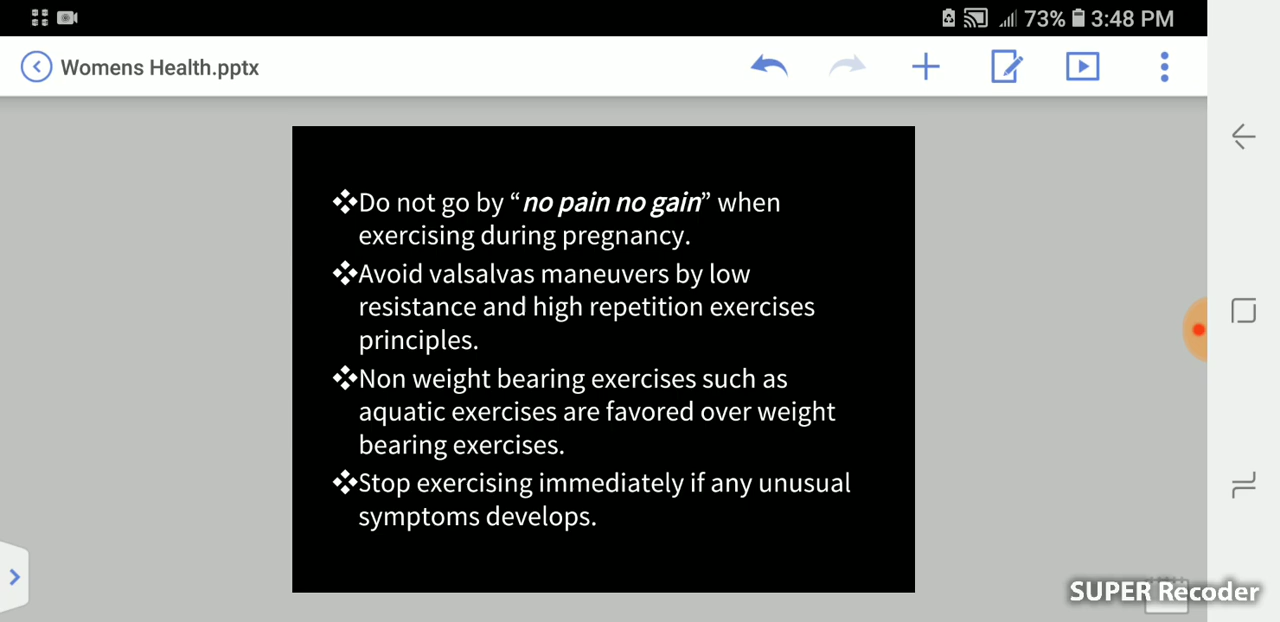 73% 3:48 PM
Womens Health.pptx
❖Do not go by “no pain no gain” when
exercising during pregnancy.
❖Avoid valsalvas maneuvers by low
resistance and high repetition exercises
principles.
❖Non weight bearing exercises such as
aquatic exercises are favored over weight
bearing exercises.
❖Stop exercising immediately if any unusual
symptoms develops.
SUPER Recoder